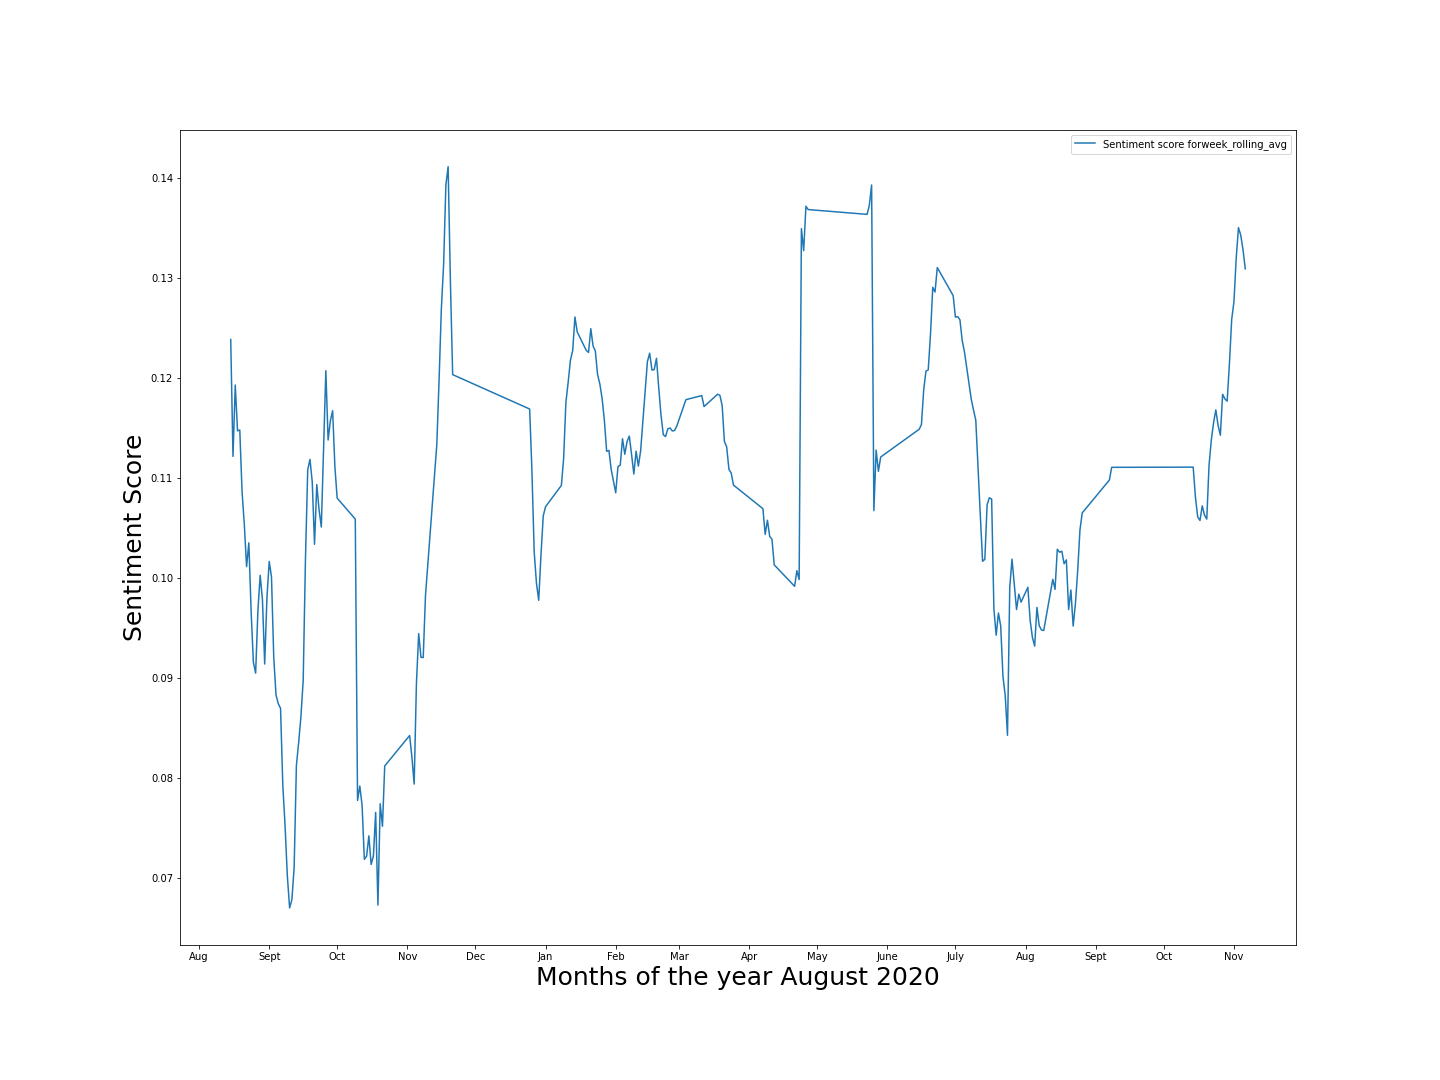 Sentiment score forweek_rolling_avg
0.14
0.13
0.12
0.11
0.10
0.09
0.08
0.07
Sentiment Score
Aug Sept Oct Nov Dec Jan Feb Mar Apr May June July Aug Sept Oct Nov
Months of the year August 2020